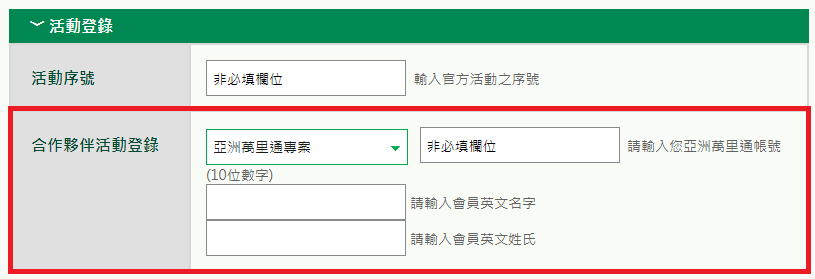 活動登錄
活動序號 非必填欄位 輸入官方活動之序號
合作夥伴活動登錄 亞洲萬里通專案 非必填欄位 請輸入您亞洲萬里通帳號
(10位數字)
請輸入會員英文名字
請輸入會員英文姓氏